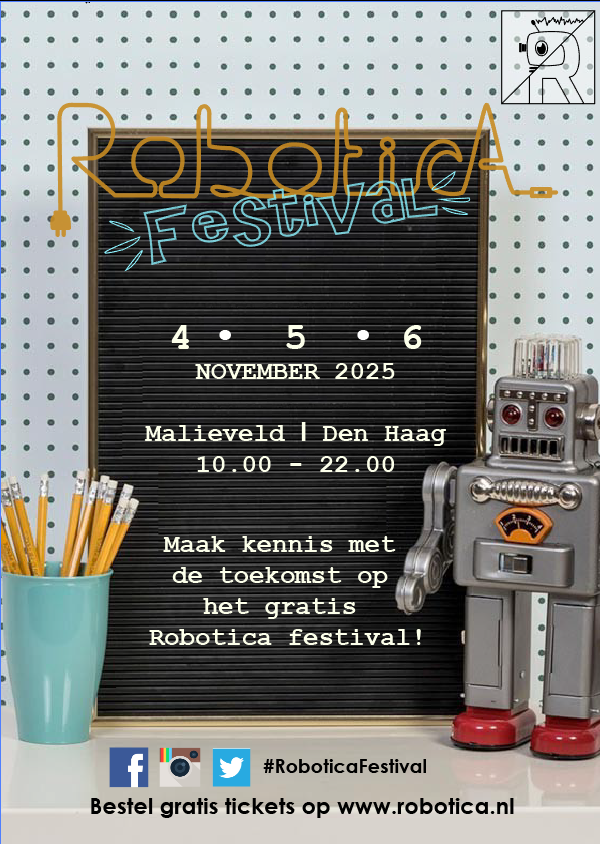 RoboticA
FestivaL
4 • 5 • 6
NOVEMBER 2025
Malieveld | Den Haag
10.00 - 22.00
Maak kennis met
de toekomst op
het gratis
Robotica festival!
#RoboticaFestival
Bestel gratis tickets op www.robotica.nl